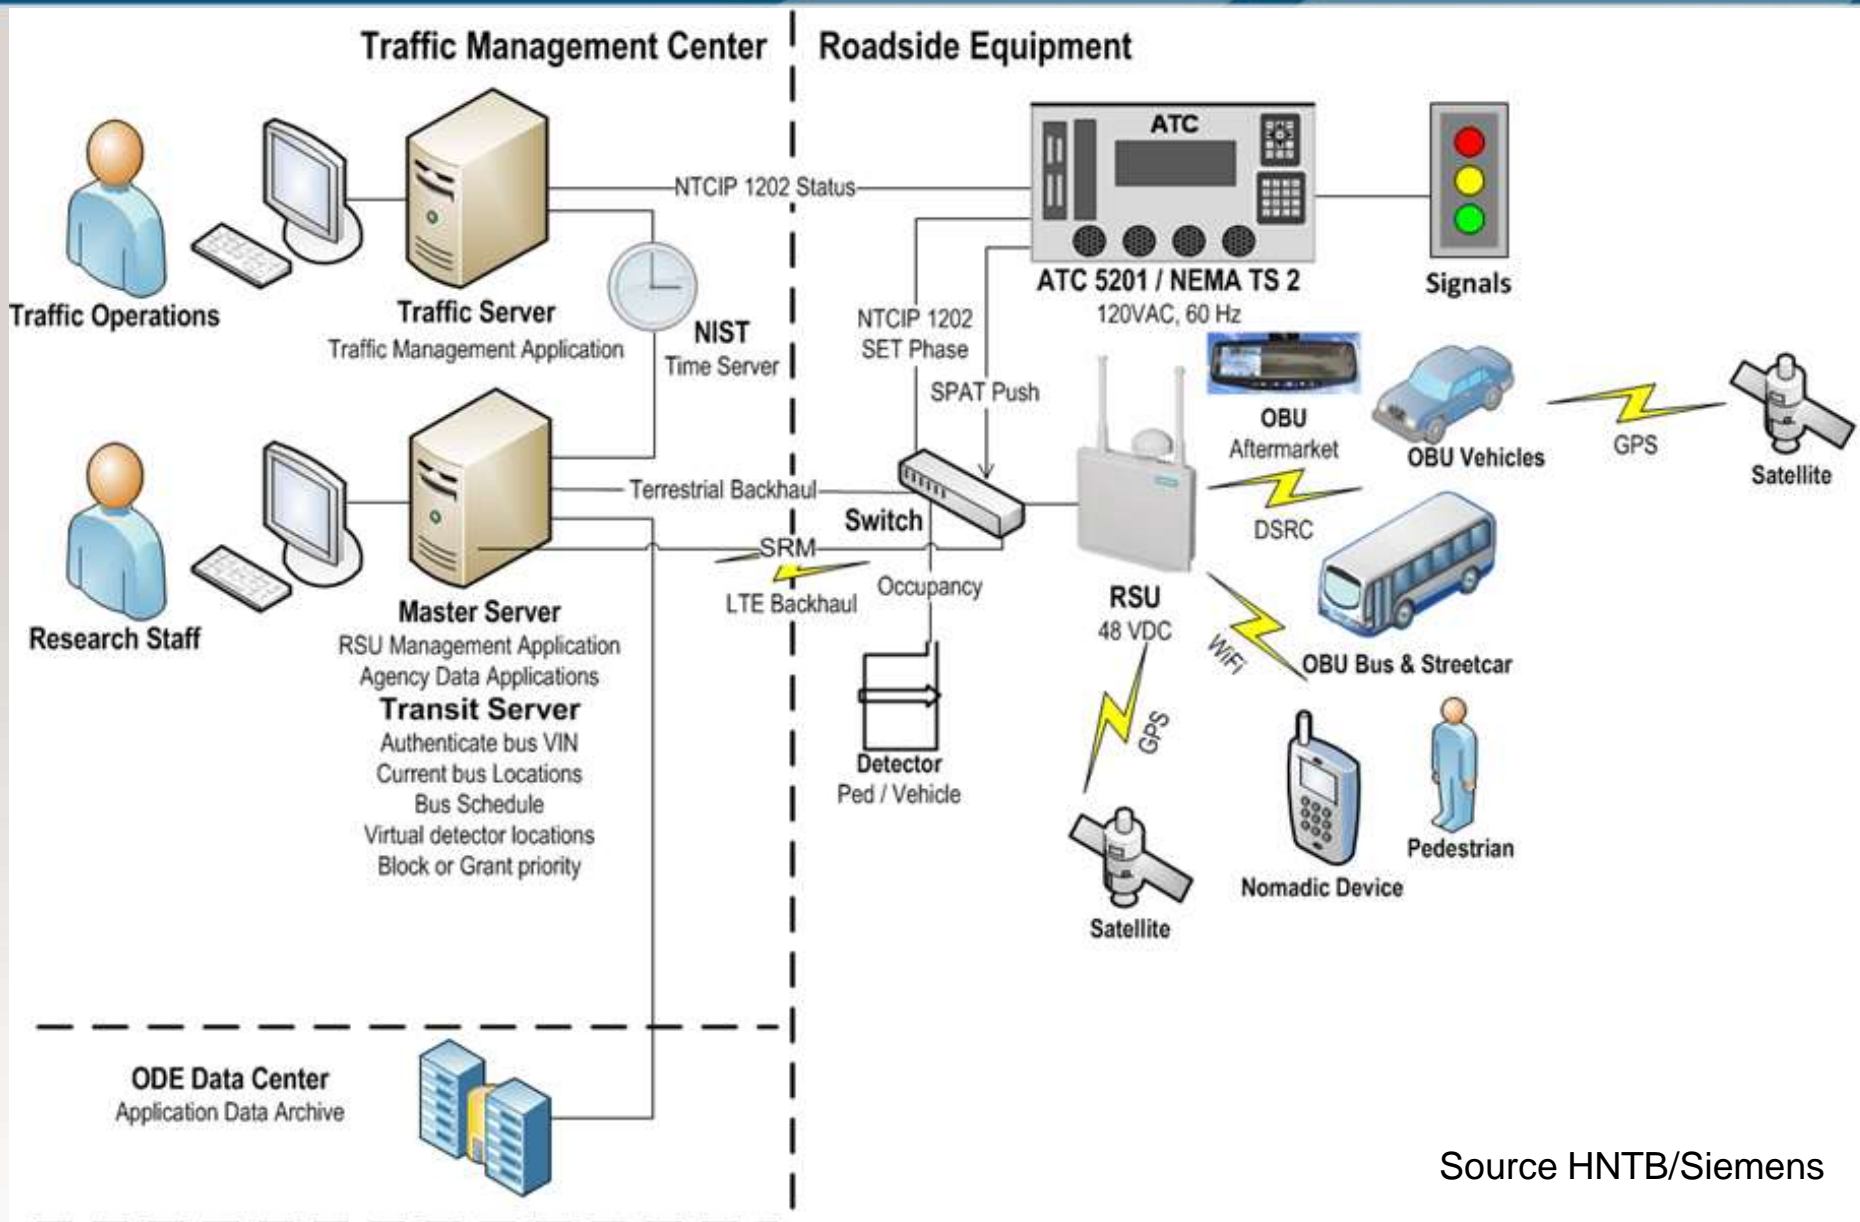 Traffic Management Center
Roadside Equipment
ATC
NTCIP 1202 Status
ATC 5201 / NEMA TS 2
120VAC, 60 Hz
Signals
Traffic Operations
Traffic Server
Traffic Management Application
NIST
Time Server
NTCIP 1202
SET Phase
SPAT Push
OBU
Aftermarket
OBU Vehicles
GPS
Satellite
Terrestrial Backhaul
Switch
DSRC
SRM
LTE Backhaul
Occupancy
Research Staff
Master Server
RSU Management Application
Agency Data Applications
Transit Server
Authenticate bus VIN
Current bus Locations
Bus Schedule
Virtual detector locations
Block or Grant priority
RSU
48 VDC
WiFi
OBU Bus & Streetcar
GPS
Detector
Ped / Vehicle
Satellite
Nomadic Device
Pedestrian
ODE Data Center
Application Data Archive
Source HNTB/Siemens